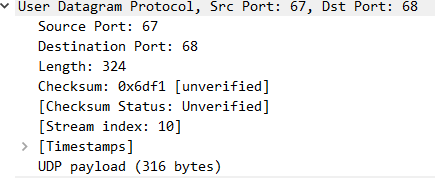 User Datagram Protocol, Src Port: 67, Dst Port: 68
Source Port: 67
Destination Port: 68
Length: 324
Checksum: 0x6df1 [unverified]
[Checksum Status: Unverified]
[Stream index: 10]
[Timestamps]
UDP payload (316 bytes)